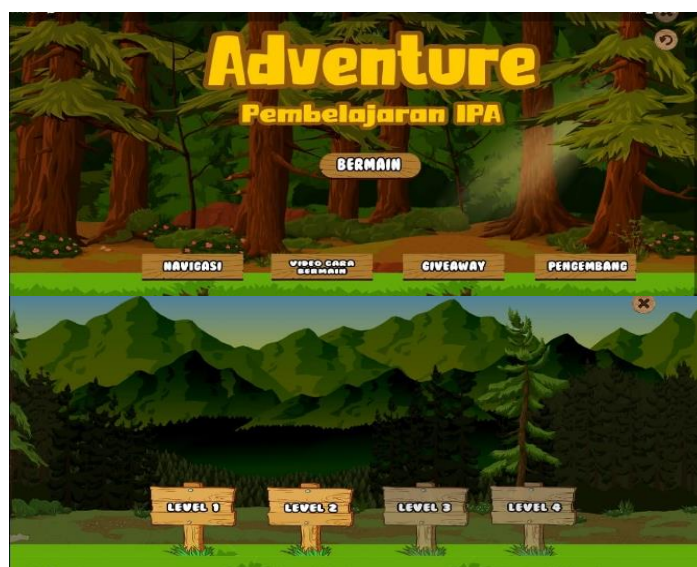 Adventure
Pembelajaran IPA
BERMAIN
NAVIGASI
VIDEO CARA
BERMAIN
GIVEAWAY
PENGEMBANG
LEVEL 1
LEVEL 2
LEVEL 3
LEVEL 4